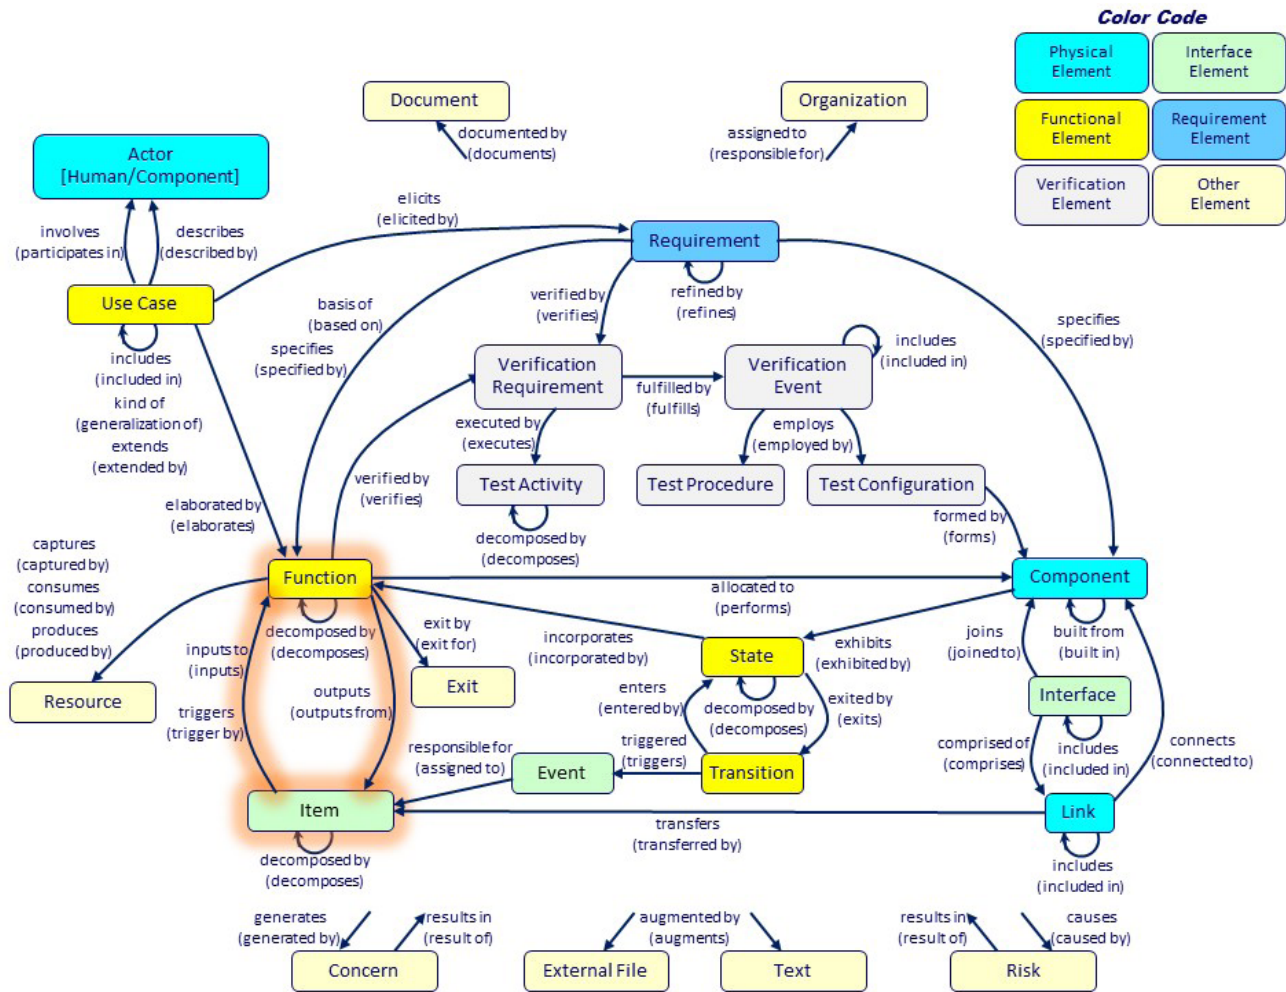 Color Code
Physical
Element
Interface
Element
Functional
Element
Requirement
Element
Verification
Element
Other
Element
Document
documented by
(documents)
Organization
assigned to
(responsible for)
Actor
[Human/Component]
involves
(participates in)
describes
(described by)
elicits
(elicited by)
Requirement
refined by
(refines)
Use Case
includes
(included in)
kind of
(generalization of)
extends
(extended by)
basis of
(based on)
specifies
(specified by)
verified by
(verifies)
specifies
(specified by)
Verification
Requirement
fulfilled by
(fulfills)
Verification
Event
includes
(included in)
executed by
(executes)
employs
(employed by)
Test Activity
decomposed by
(decomposes)
Test Procedure
Test Configuration
formed by
(forms)
elaborated by
(elaborates)
verified by
(verifies)
captures
(captured by)
consumes
(consumed by)
produces
(produced by)
Function
decomposed by
(decomposes)
allocated to
(performs)
Component
built from
(built in)
inputs to
(inputs)
triggers
(trigger by)
outputs
(outputs from)
exit by
(exit for)
incorporates
(incorporated by)
State
decomposed by
(decomposes)
exhibits
(exhibited by)
joins
(joined to)
Resource
Exit
enters
(entered by)
exited by
(exits)
Interface
includes
(included in)
comprised of
(comprises)
connects
(connected to)
responsible for
(assigned to)
Event
triggered
(triggers)
Transition
Item
decomposed by
(decomposes)
transfers
(transferred by)
Link
includes
(included in)
generates
(generated by)
results in
(result of)
augmented by
(augments)
results in
(result of)
causes
(caused by)
Concern
External File
Text
Risk